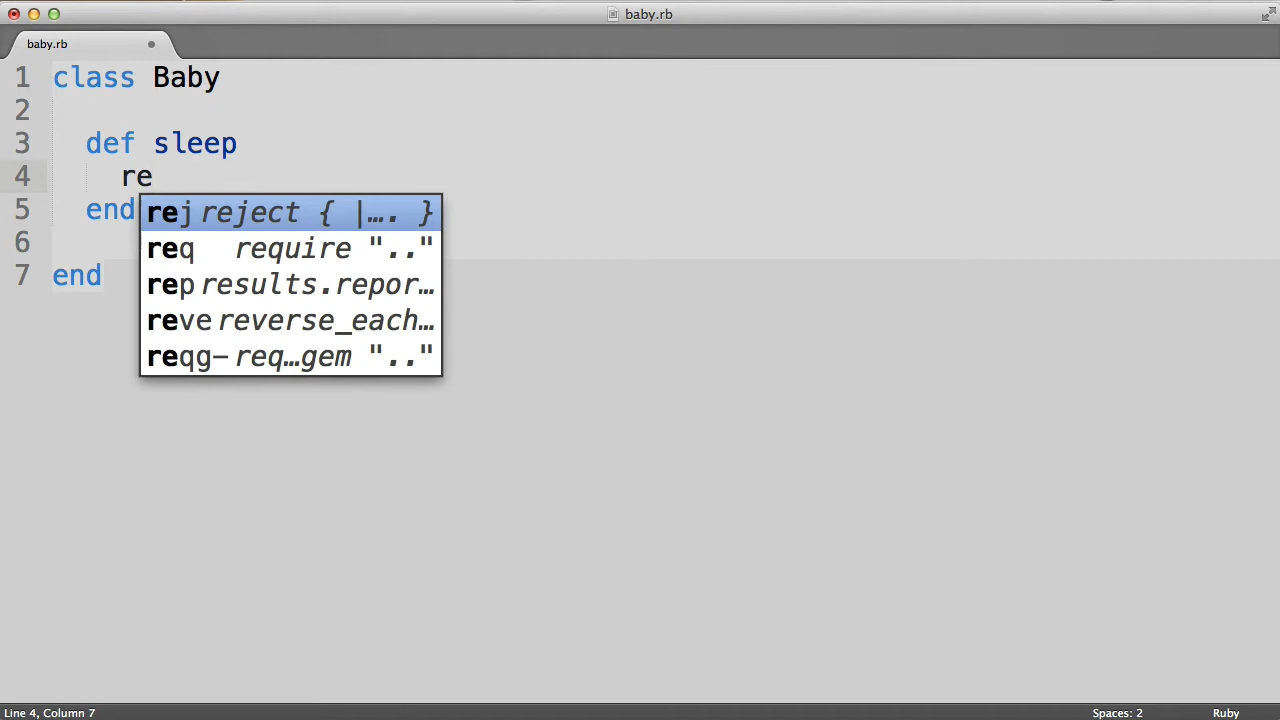 baby.rb
baby.rb
1 class Baby
2
3 def sleep
4 re
5 end
rej reject { |…. }
req require ".."
rep results.repor…
reve reverse_each…
reqg- req…gem ".."
6
7 end
Line 4, Column 7
Spaces: 2
Ruby